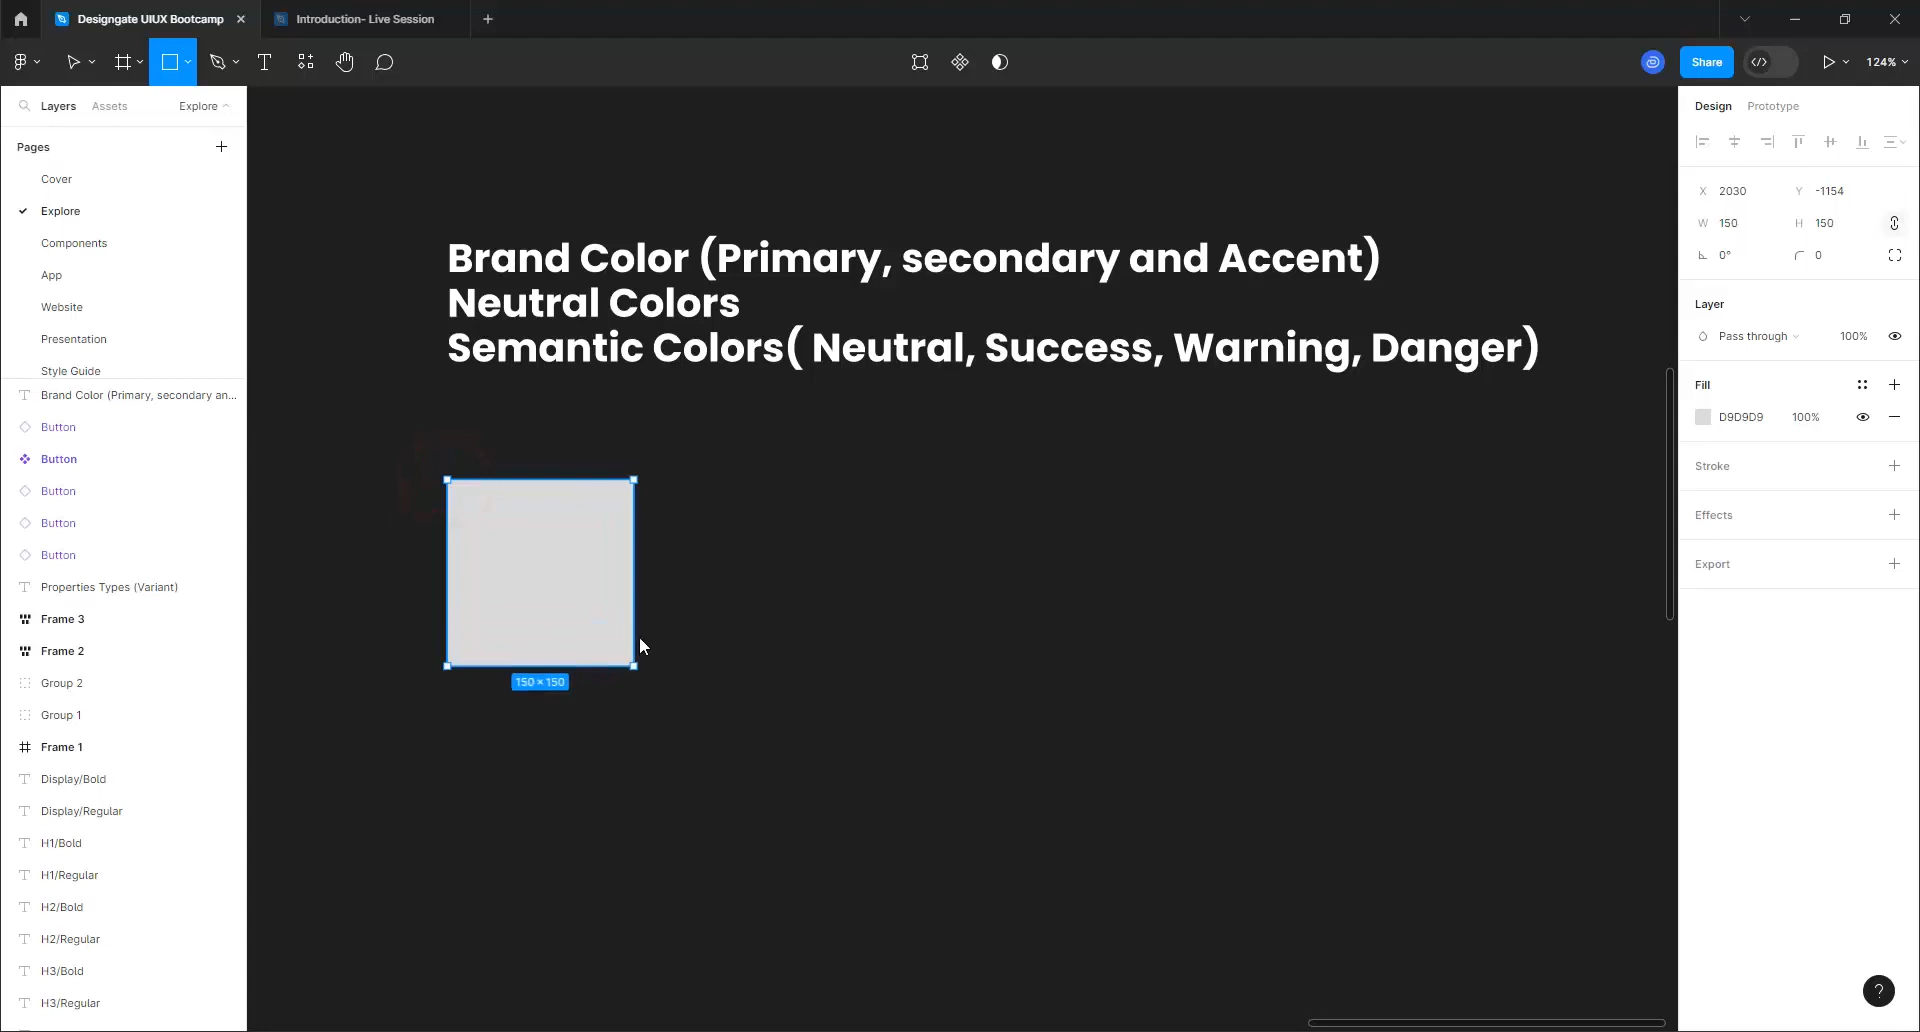 Designgate UIUX Bootcamp
Introduction- Live Session
Share
124%
Layers
Assets
Explore
Pages
Cover
Explore
Components
App
Website
Presentation
Style Guide
Brand Color (Primary, secondary an...
Button
Button
Button
Button
Button
Properties Types (Variant)
Frame 3
Frame 2
Group 2
Group 1
Frame 1
Display/Bold
Display/Regular
H1/Bold
H1/Regular
H2/Bold
H2/Regular
H3/Bold
H3/Regular
Brand Color (Primary, secondary and Accent)
Neutral Colors
Semantic Colors( Neutral, Success, Warning, Danger)
150 × 150
Design
Prototype
X 2030 Y -1154
W 150 H 150
0° 0
Layer
Pass through 100%
Fill
D9D9D9 100%
Stroke
Effects
Export
?